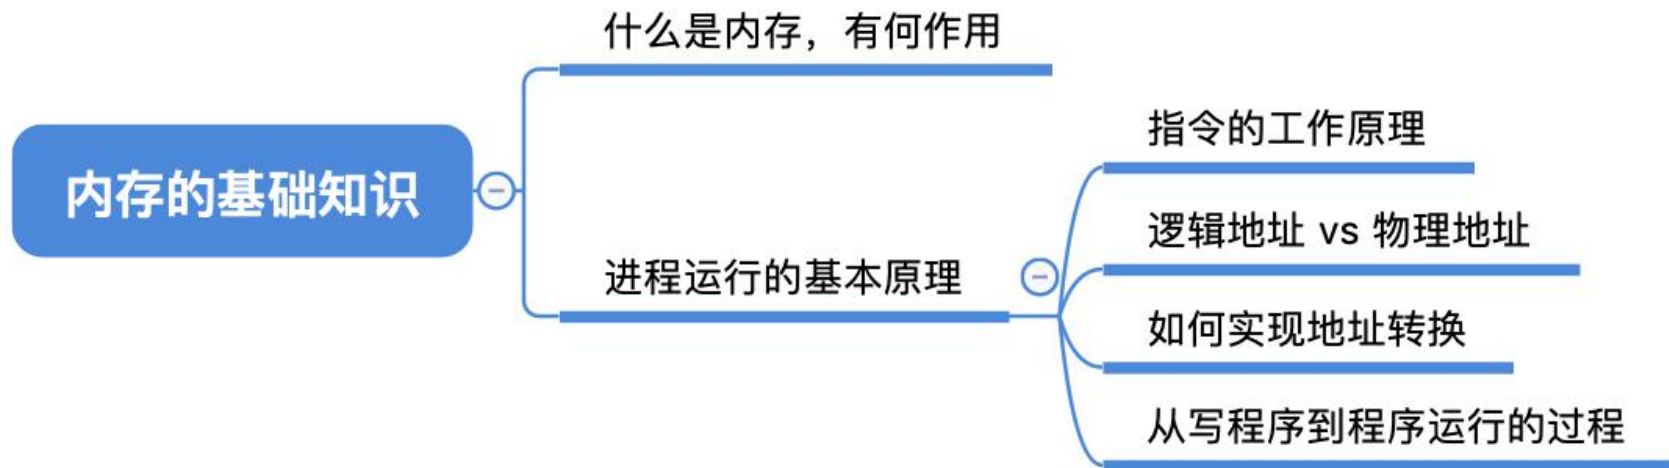 内存的基础知识
什么是内存，有何作用
进程运行的基本原理
指令的工作原理
逻辑地址 vs 物理地址
如何实现地址转换
从写程序到程序运行的过程